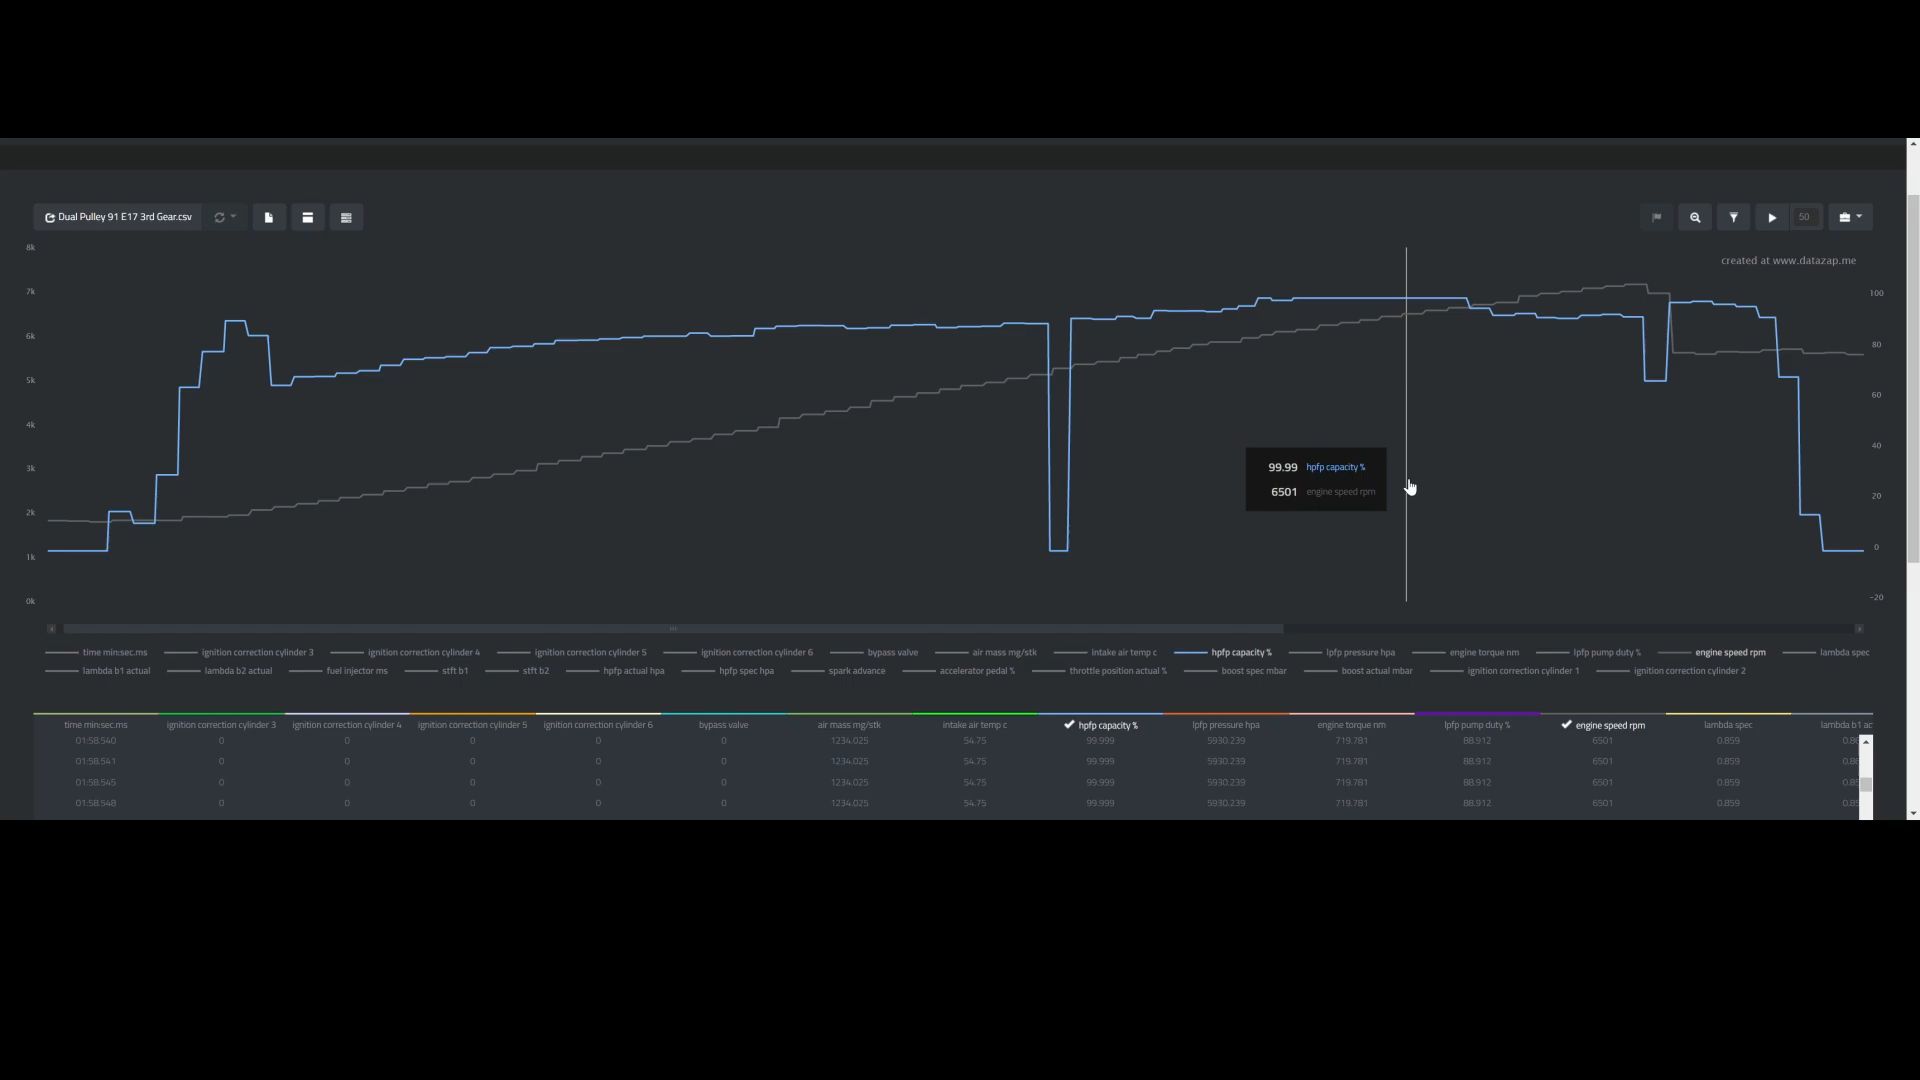 Dual Pulley 91 E17 3rd Gear.csv 50
created at www.datazap.me
8k
7k
6k
5k
4k
3k
2k
1k
0k
100
80
60
40
20
0
-20
99.99 hpfp capacity %
6501 engine speed rpm
time min:sec.ms ignition correction cylinder 3 ignition correction cylinder 4 ignition correction cylinder 5 ignition correction cylinder 6 bypass valve air mass mg/stk intake air temp c hpfp capacity % lpfp pressure hpa engine torque nm lpfp pump duty % engine speed rpm lambda spec
lambda b1 actual lambda b2 actual fuel injector ms stft b1 stft b2 hpfp actual hpa hpfp spec hpa spark advance accelerator pedal % throttle position actual % boost spec mbar boost actual mbar ignition correction cylinder 1 ignition correction cylinder 2
time min:sec.ms ignition correction cylinder 3 ignition correction cylinder 4 ignition correction cylinder 5 ignition correction cylinder 6 bypass valve air mass mg/stk intake air temp c hpfp capacity % lpfp pressure hpa engine torque nm lpfp pump duty % engine speed rpm lambda spec lambda b1 ac
01:58.540 0 0 0 0 0 1234.025 54.75 99.999 5930.239 719.781 88.912 6501 0.859
01:58.541 0 0 0 0 0 1234.025 54.75 99.999 5930.239 719.781 88.912 6501 0.859
01:58.545 0 0 0 0 0 1234.025 54.75 99.999 5930.239 719.781 88.912 6501 0.859
01:58.548 0 0 0 0 0 1234.025 54.75 99.999 5930.239 719.781 88.912 6501 0.859